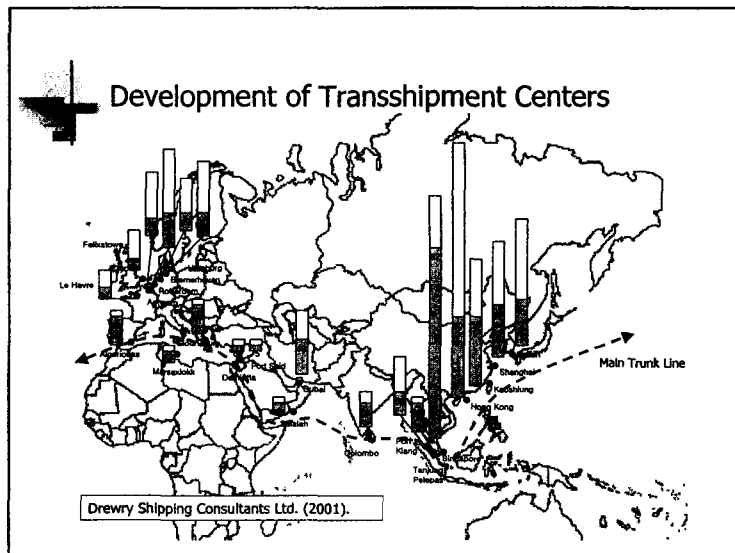 Development of Transshipment Centers
Felixstowe
Le Havre
Bremerhaven
Rotterdam
Algeciras
Marsaxlokk
Port Said
Damietta
Dubai
Salalah
Colombo
Port Klang
Tanjung Pelepas
Singapore
Hong Kong
Kaoshiung
Shanghai
Main Trunk Line
Drewry Shipping Consultants Ltd. (2001).